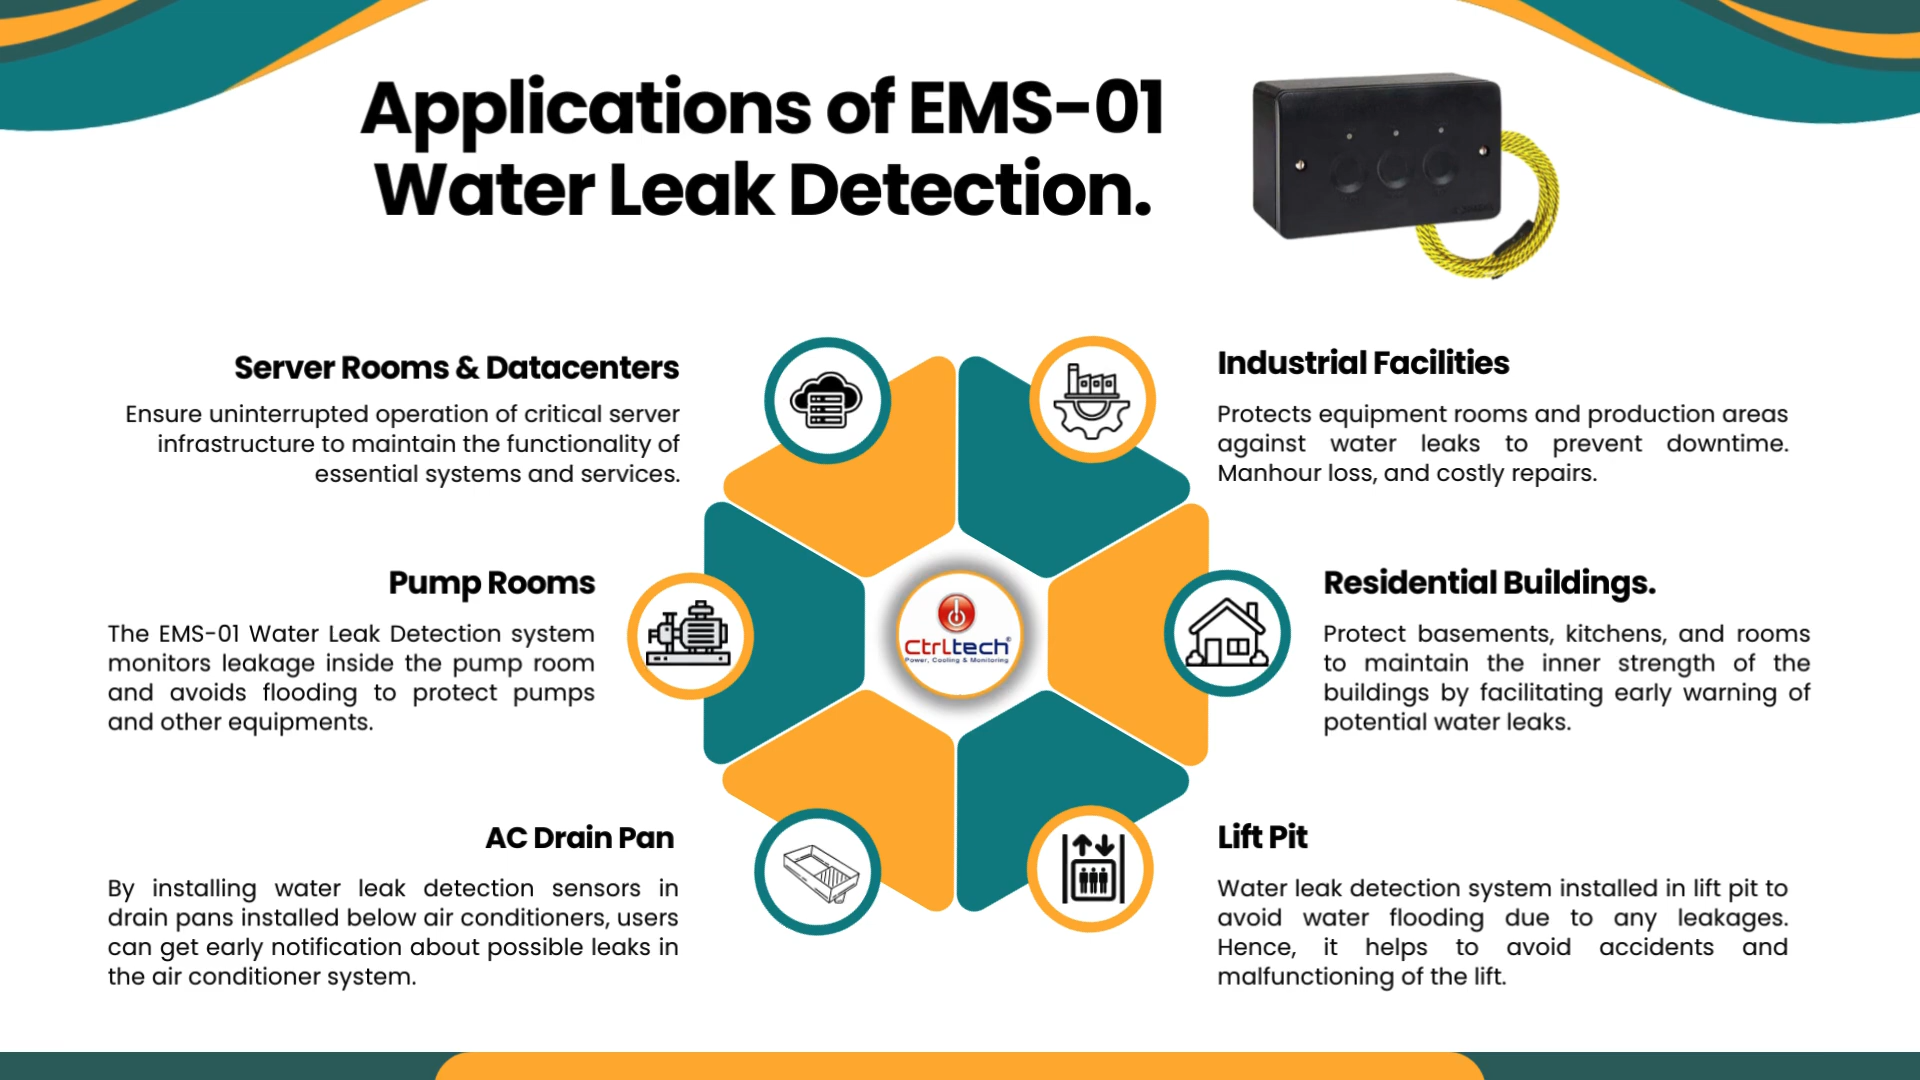 Applications of EMS-01
Water Leak Detection.
Server Rooms & Datacenters
Ensure uninterrupted operation of critical server
infrastructure to maintain the functionality of
essential systems and services.
Pump Rooms
The EMS-01 Water Leak Detection system
monitors leakage inside the pump room
and avoids flooding to protect pumps
and other equipments.
AC Drain Pan
By installing water leak detection sensors in
drain pans installed below air conditioners, users
can get early notification about possible leaks in
the air conditioner system.
Ctrltech®
Power, Cooling & Monitoring
Industrial Facilities
Protects equipment rooms and production areas
against water leaks to prevent downtime.
Manhour loss, and costly repairs.
Residential Buildings.
Protect basements, kitchens, and rooms
to maintain the inner strength of the
buildings by facilitating early warning of
potential water leaks.
Lift Pit
Water leak detection system installed in lift pit to
avoid water flooding due to any leakages.
Hence, it helps to avoid accidents and
malfunctioning of the lift.